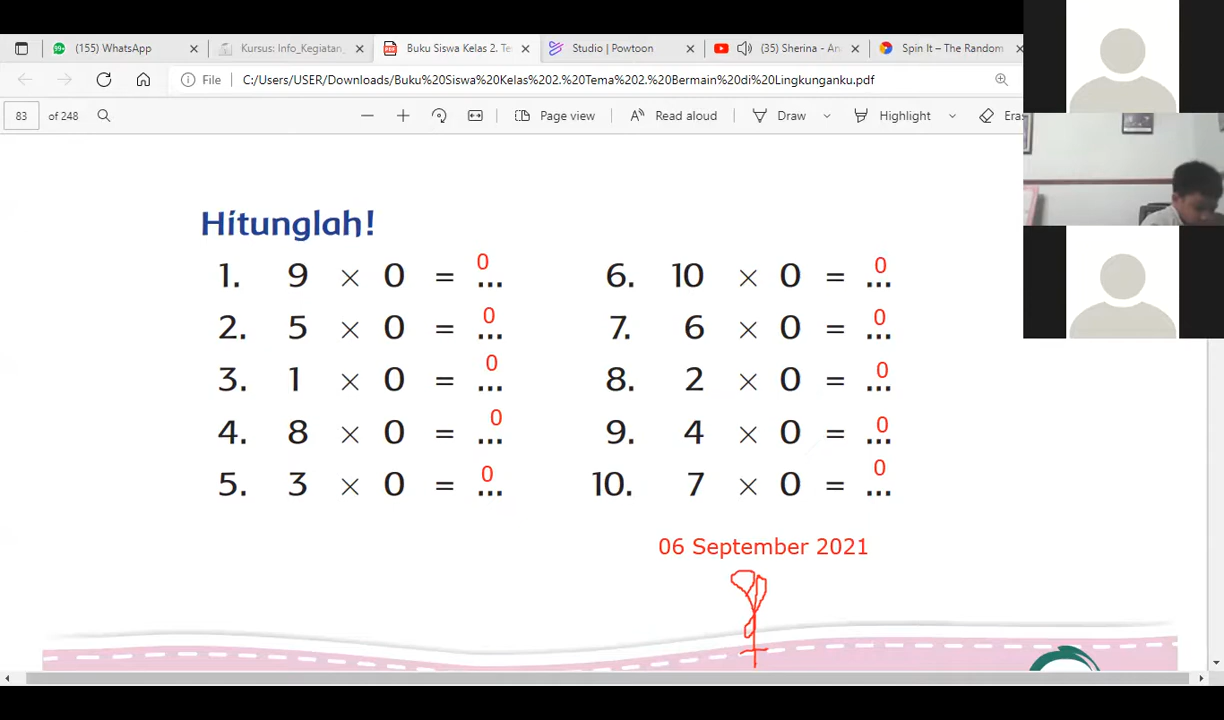 (155) WhatsApp
Kursus: Info_Kegiatan_
Buku Siswa Kelas 2. Te
Studio | Powtoon
(35) Sherina - An
Spin It – The Random
File C:/Users/USER/Downloads/Buku%20Siswa%20Kelas%202.%20Tema%202.%20Bermain%20di%20Lingkunganku.pdf
83 of 248 Page view Read aloud Draw Highlight Eras
Hitunglah!
1. 9 × 0 = ... 0
2. 5 × 0 = ... 0
3. 1 × 0 = ... 0
4. 8 × 0 = ... 0
5. 3 × 0 = ... 0
6. 10 × 0 = ... 0
7. 6 × 0 = ... 0
8. 2 × 0 = ... 0
9. 4 × 0 = ... 0
10. 7 × 0 = ... 0
06 September 2021